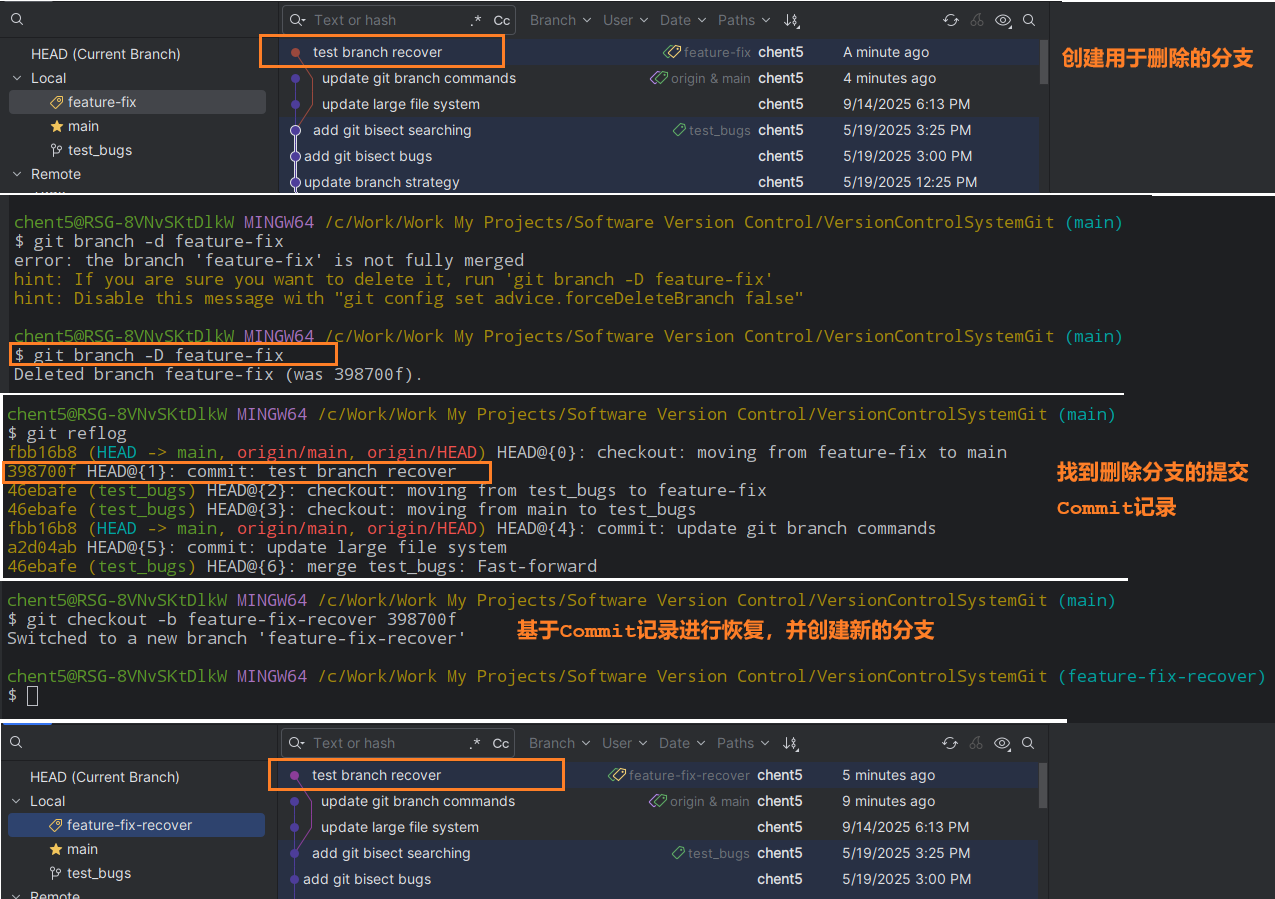 Text or hash .* Cc Branch User Date Paths
HEAD (Current Branch)
Local
feature-fix
main
test_bugs
Remote
test branch recover feature-fix chent5 A minute ago
update git branch commands origin & main chent5 4 minutes ago
update large file system chent5 9/14/2025 6:13 PM
add git bisect searching test_bugs chent5 5/19/2025 3:25 PM
add git bisect bugs chent5 5/19/2025 3:00 PM
update branch strategy chent5 5/19/2025 12:25 PM
创建用于删除的分支
chent5@RSG-8VNvSKtDlkW MINGW64 /c/Work/Work My Projects/Software Version Control/VersionControlSystemGit (main)
$ git branch -d feature-fix
error: the branch 'feature-fix' is not fully merged
hint: If you are sure you want to delete it, run 'git branch -D feature-fix'
hint: Disable this message with "git config set advice.forceDeleteBranch false"
chent5@RSG-8VNvSKtDlkW MINGW64 /c/Work/Work My Projects/Software Version Control/VersionControlSystemGit (main)
$ git branch -D feature-fix
Deleted branch feature-fix (was 398700f).
chent5@RSG-8VNvSKtDlkW MINGW64 /c/Work/Work My Projects/Software Version Control/VersionControlSystemGit (main)
$ git reflog
fbb16b8 (HEAD -> main, origin/main, origin/HEAD) HEAD@{0}: checkout: moving from feature-fix to main
398700f HEAD@{1}: commit: test branch recover
46ebafe (test_bugs) HEAD@{2}: checkout: moving from test_bugs to feature-fix
46ebafe (test_bugs) HEAD@{3}: checkout: moving from main to test_bugs
fbb16b8 (HEAD -> main, origin/main, origin/HEAD) HEAD@{4}: commit: update git branch commands
a2d04ab HEAD@{5}: commit: update large file system
46ebafe (test_bugs) HEAD@{6}: merge test_bugs: Fast-forward
找到删除分支的提交
Commit记录
chent5@RSG-8VNvSKtDlkW MINGW64 /c/Work/Work My Projects/Software Version Control/VersionControlSystemGit (main)
$ git checkout -b feature-fix-recover 398700f
Switched to a new branch 'feature-fix-recover'
基于Commit记录进行恢复，并创建新的分支
chent5@RSG-8VNvSKtDlkW MINGW64 /c/Work/Work My Projects/Software Version Control/VersionControlSystemGit (feature-fix-recover)
$
Text or hash .* Cc Branch User Date Paths
HEAD (Current Branch)
Local
feature-fix-recover
main
test_bugs
Remote
test branch recover feature-fix-recover chent5 5 minutes ago
update git branch commands origin & main chent5 9 minutes ago
update large file system chent5 9/14/2025 6:13 PM
add git bisect searching test_bugs chent5 5/19/2025 3:25 PM
add git bisect bugs chent5 5/19/2025 3:00 PM